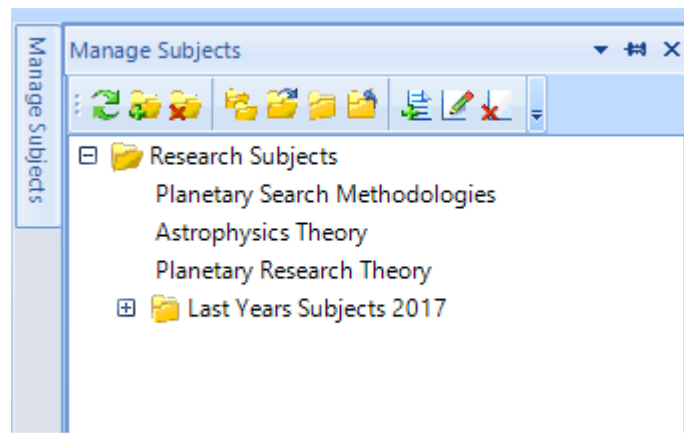 Manage Subjects
Manage Subjects
Research Subjects
Planetary Search Methodologies
Astrophysics Theory
Planetary Research Theory
Last Years Subjects 2017